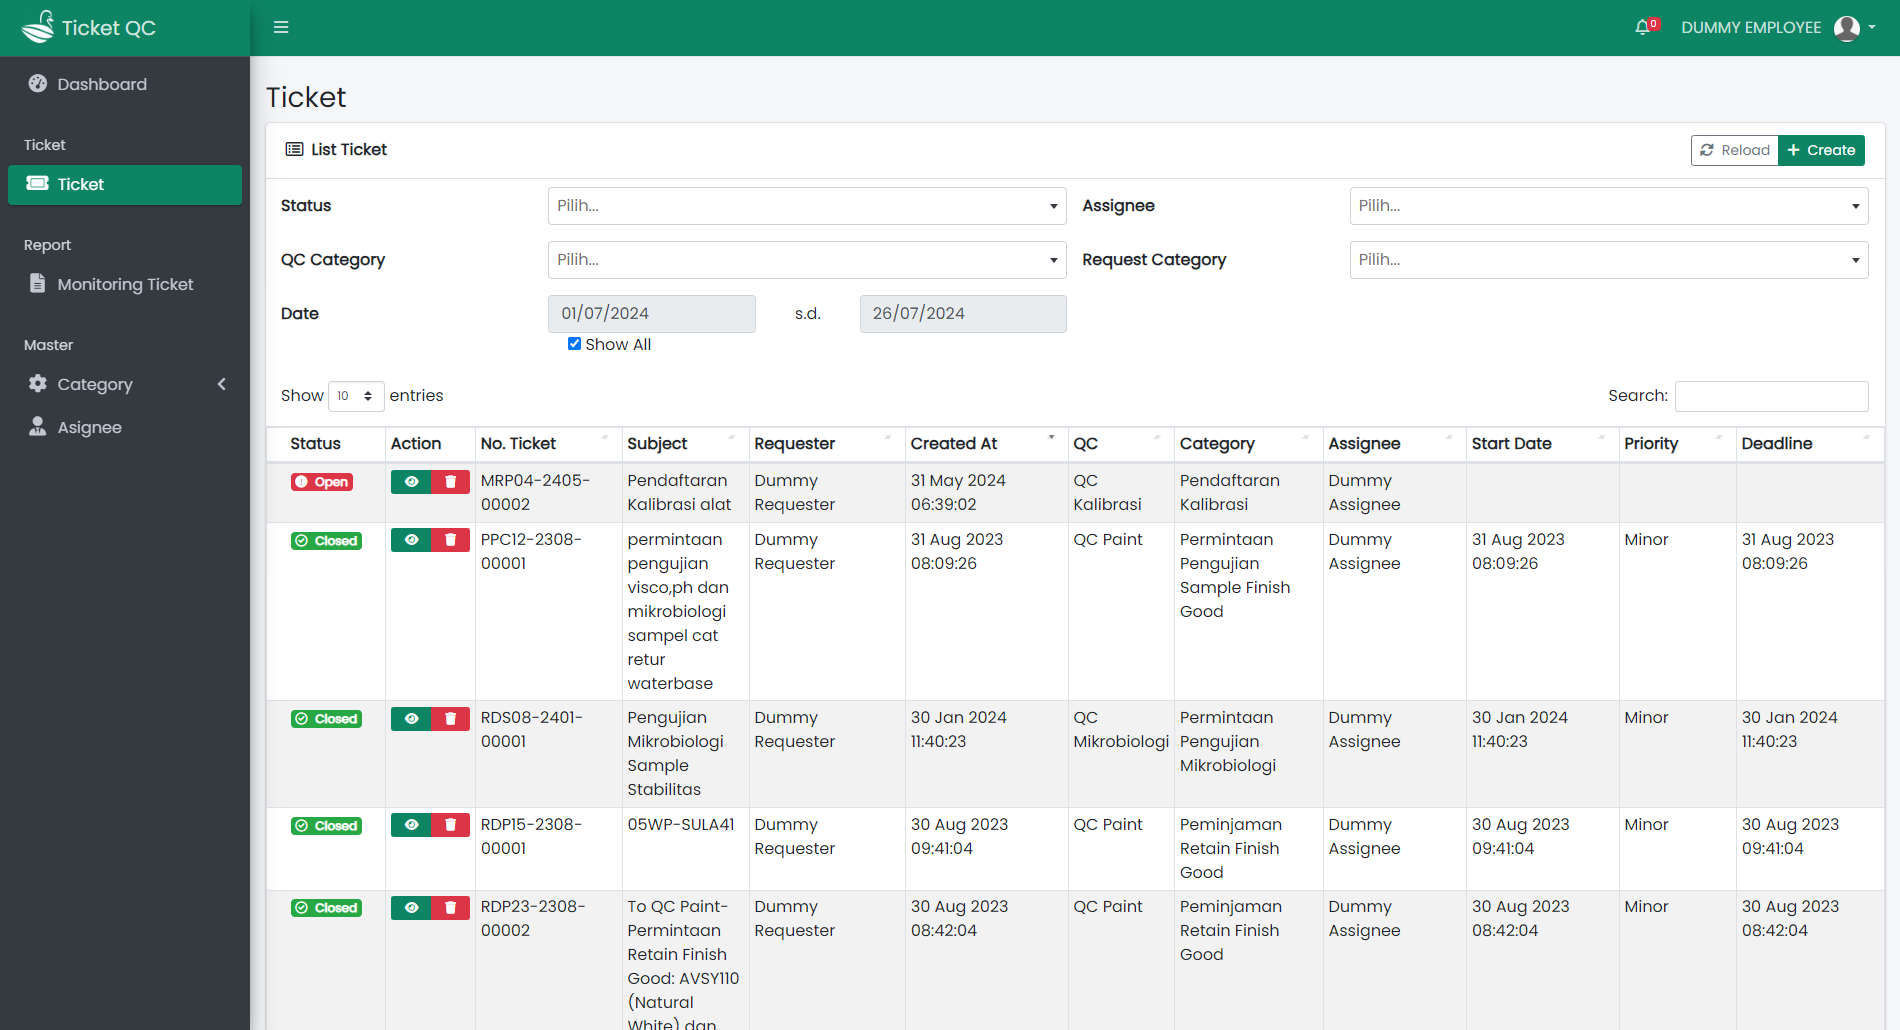 Ticket QC
0
DUMMY EMPLOYEE
Dashboard
Ticket
Ticket
Report
Monitoring Ticket
Master
Category
Asignee
Ticket
List Ticket
Reload
Create
Status
Pilih...
Assignee
Pilih...
QC Category
Pilih...
Request Category
Pilih...
Date
01/07/2024
s.d.
26/07/2024
Show All
Show 10 entries
Search:
Status
Action
No. Ticket
Subject
Requester
Created At
QC
Category
Assignee
Start Date
Priority
Deadline
Open
MRP04-2405-
00002
Pendaftaran
Kalibrasi alat
Dummy
Requester
31 May 2024
06:39:02
QC
Kalibrasi
Pendaftaran
Kalibrasi
Dummy
Assignee
Closed
PPC12-2308-
00001
permintaan
pengujian
visco,ph dan
mikrobiologi
sampel cat
retur
waterbase
Dummy
Requester
31 Aug 2023
08:09:26
QC Paint
Permintaan
Pengujian
Sample Finish
Good
Dummy
Assignee
31 Aug 2023
08:09:26
Minor
31 Aug 2023
08:09:26
Closed
RDS08-2401-
00001
Pengujian
Mikrobiologi
Sample
Stabilitas
Dummy
Requester
30 Jan 2024
11:40:23
QC
Mikrobiologi
Permintaan
Pengujian
Mikrobiologi
Dummy
Assignee
30 Jan 2024
11:40:23
Minor
30 Jan 2024
11:40:23
Closed
RDP15-2308-
00001
05WP-SULA41
Dummy
Requester
30 Aug 2023
09:41:04
QC Paint
Peminjaman
Retain Finish
Good
Dummy
Assignee
30 Aug 2023
09:41:04
Minor
30 Aug 2023
09:41:04
Closed
RDP23-2308-
00002
To QC Paint-
Permintaan
Retain Finish
Good: AVSY110
(Natural
White) dan
Dummy
Requester
30 Aug 2023
08:42:04
QC Paint
Peminjaman
Retain Finish
Good
Dummy
Assignee
30 Aug 2023
08:42:04
Minor
30 Aug 2023
08:42:04